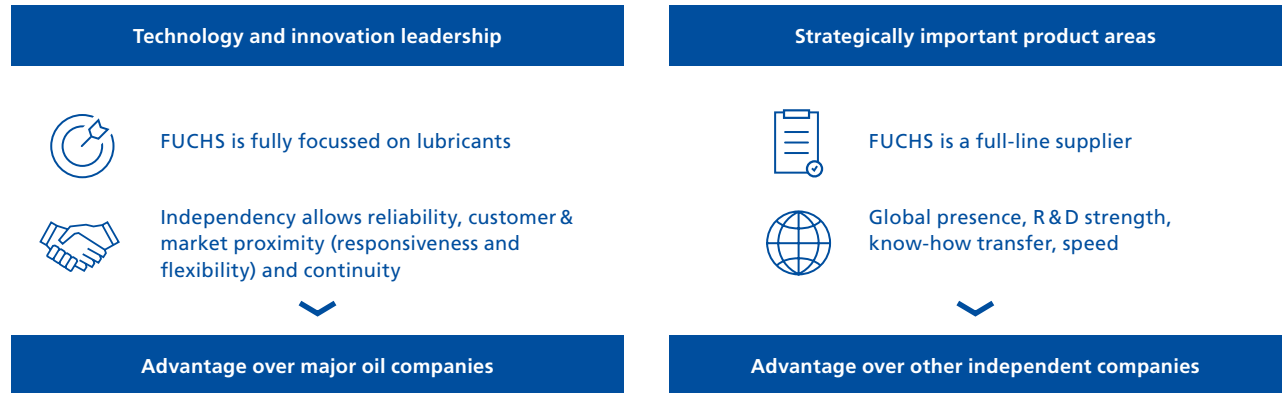 Technology and innovation leadership
FUCHS is fully focussed on lubricants
Independency allows reliability, customer &
market proximity (responsiveness and
flexibility) and continuity
Advantage over major oil companies
Strategically important product areas
FUCHS is a full-line supplier
Global presence, R & D strength,
know-how transfer, speed
Advantage over other independent companies